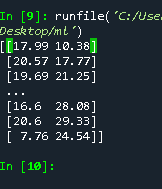 In [9]: runfile('C:/Use
Desktop/ml')
[[17.99 10.38]
[20.57 17.77]
[19.69 21.25]
...
[16.6 28.08]
[20.6 29.33]
[ 7.76 24.54]]
In [10]: